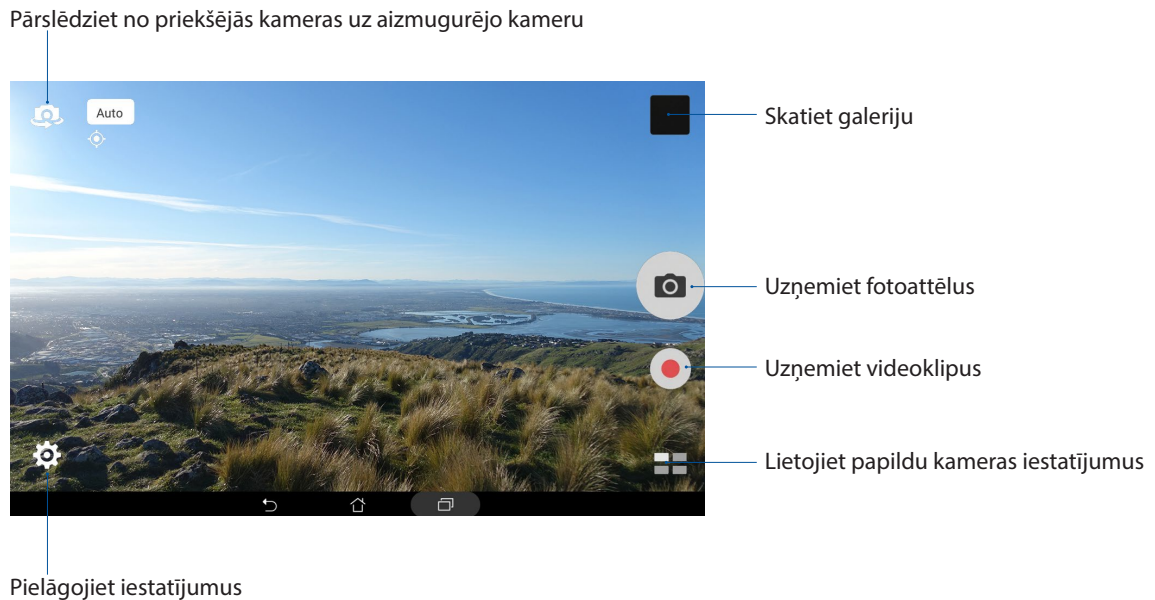 Pārslēdziet no priekšējās kameras uz aizmugurējo kameru
Auto
Skatiet galeriju
Uzņemiet fotoattēlus
Uzņemiet videoklipus
Lietojiet papildu kameras iestatījumus
Pielāgojiet iestatījumus